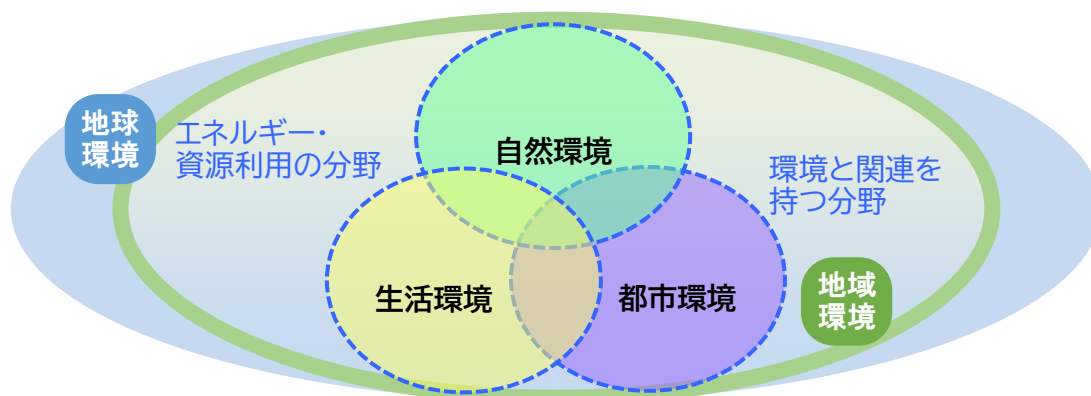 地球
環境
エネルギー・
資源利用の分野
自然環境
環境と関連を
持つ分野
生活環境
都市環境
地域
環境